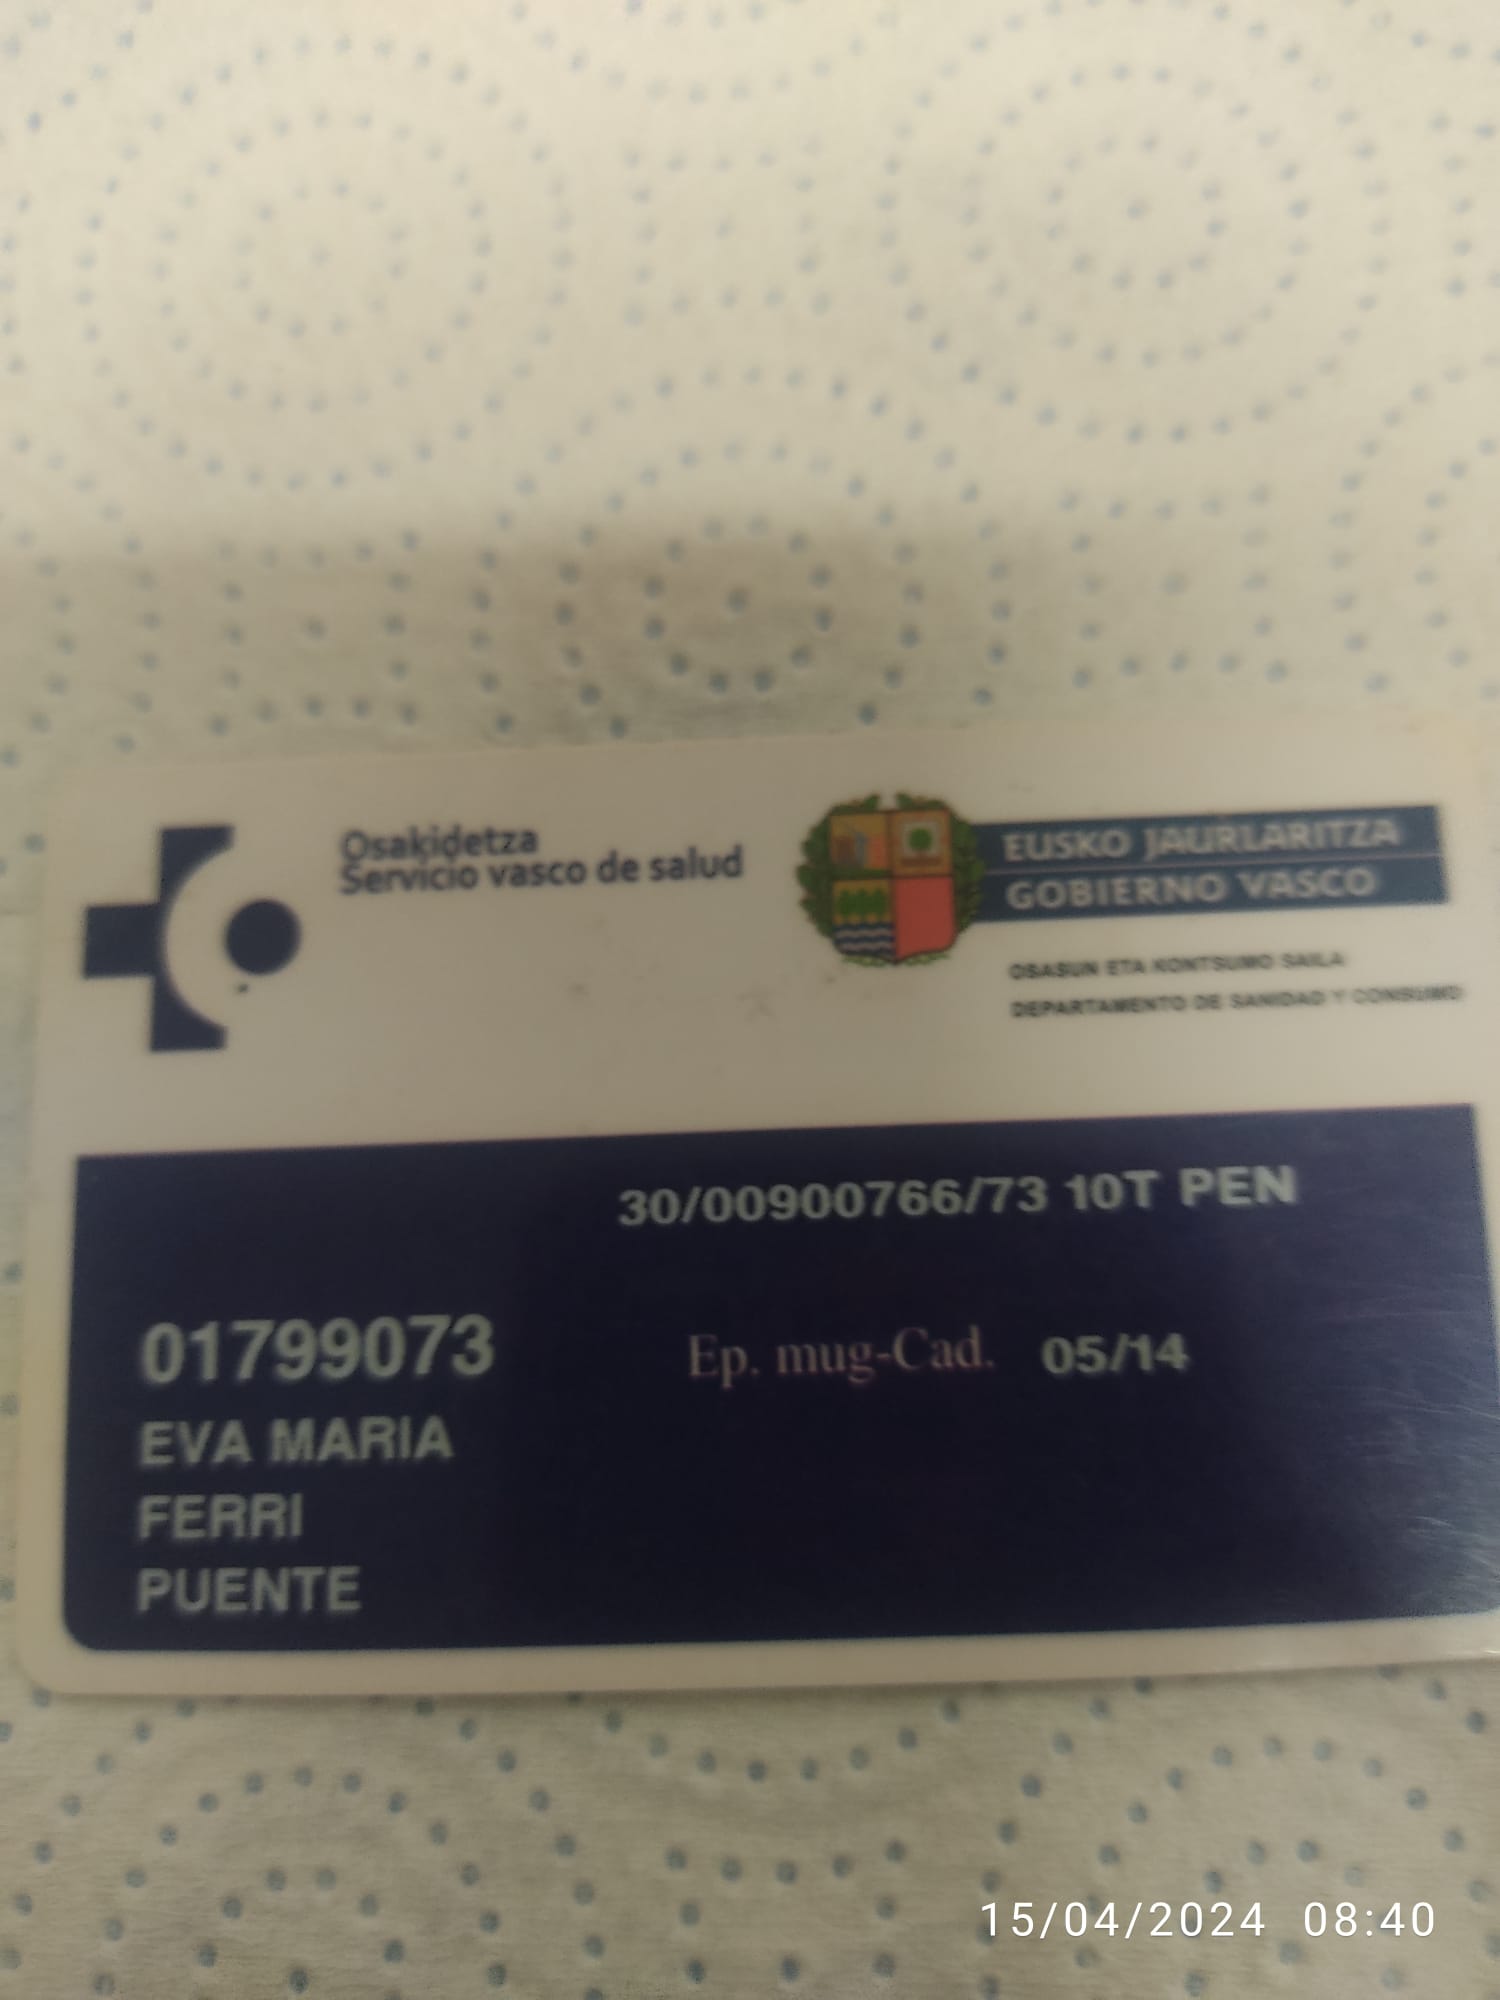 Osakidetza
Servicio vasco de salud
EUSKO JAURLARITZA
GOBIERNO VASCO
OSASUN ETA KONTSUMO SAILA
DEPARTAMENTO DE SANIDAD Y CONSUMO
30/00900766/73 10T PEN
01799073
Ep. mug-Cad. 05/14
EVA MARIA
FERRI
PUENTE
15/04/2024 08:40